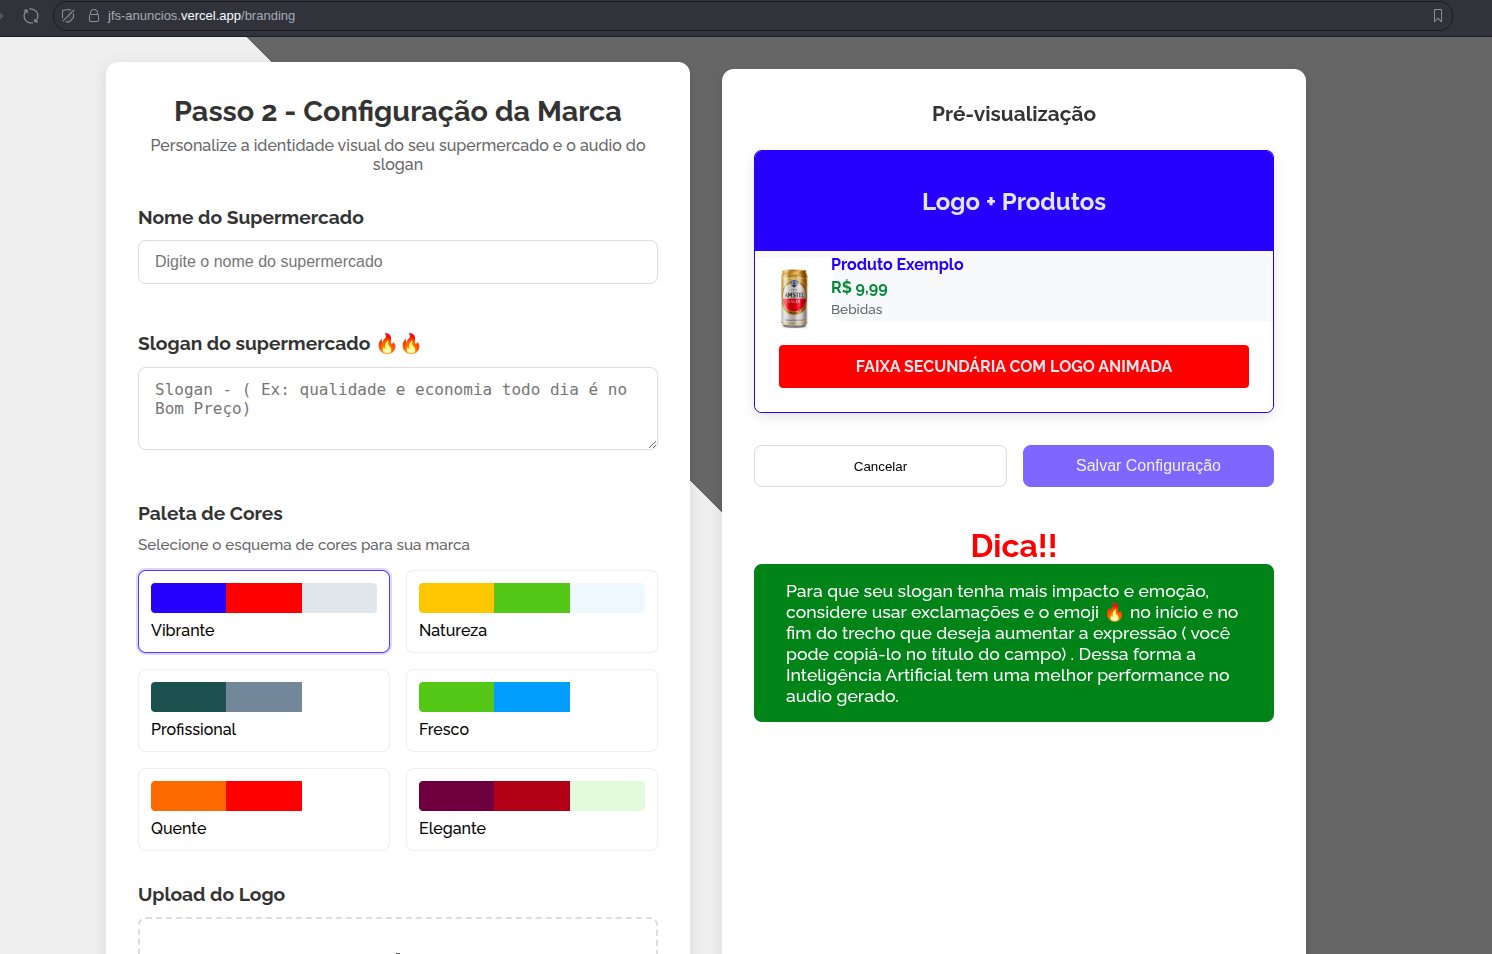 jfs-anuncios.vercel.app/branding
Passo 2 - Configuração da Marca
Personalize a identidade visual do seu supermercado e o audio do
slogan
Nome do Supermercado
Digite o nome do supermercado
Slogan do supermercado 🔥🔥
Slogan - ( Ex: qualidade e economia todo dia é no
Bom Preço)
Paleta de Cores
Selecione o esquema de cores para sua marca
Vibrante
Natureza
Profissional
Fresco
Quente
Elegante
Upload do Logo
Pré-visualização
Logo + Produtos
AMSTEL
Produto Exemplo
R$ 9,99
Bebidas
FAIXA SECUNDÁRIA COM LOGO ANIMADA
Cancelar
Salvar Configuração
Dica!!
Para que seu slogan tenha mais impacto e emoção,
considere usar exclamações e o emoji 🔥 no início e no
fim do trecho que deseja aumentar a expressão ( você
pode copiá-lo no título do campo) . Dessa forma a
Inteligência Artificial tem uma melhor performance no
audio gerado.